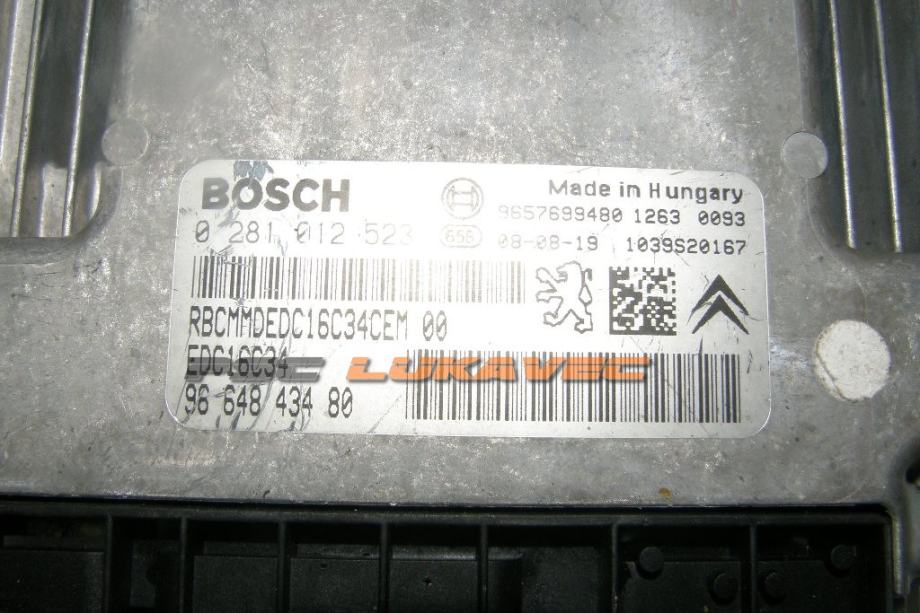 BOSCH
Made in Hungary
9657699480 1263 0093
0 281 012 523
656
08-08-19 1039S20167
RBCMMDEDC16C34CEM 00
EDC16C34
LUKAVEC
96 648 434 80